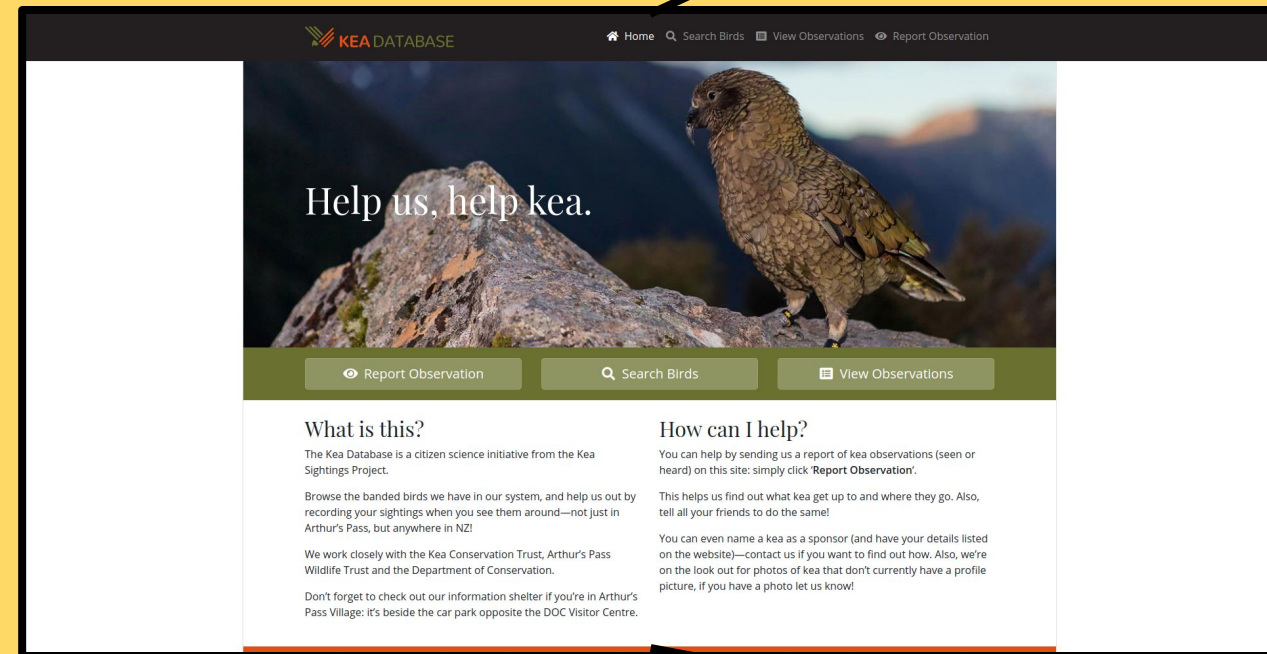 KEA DATABASE
Home Search Birds View Observations Report Observation
Help us, help kea.
Report Observation
Search Birds
View Observations
What is this?
The Kea Database is a citizen science initiative from the Kea
Sightings Project.
Browse the banded birds we have in our system, and help us out by
recording your sightings when you see them around—not just in
Arthur’s Pass, but anywhere in NZ!
We work closely with the Kea Conservation Trust, Arthur’s Pass
Wildlife Trust and the Department of Conservation.
Don’t forget to check out our information shelter if you’re in Arthur’s
Pass Village: it’s beside the car park opposite the DOC Visitor Centre.
How can I help?
You can help by sending us a report of kea observations (seen or
heard) on this site: simply click ‘Report Observation’.
This helps us find out what kea get up to and where they go. Also,
tell all your friends to do the same!
You can even name a kea as a sponsor (and have your details listed
on the website)—contact us if you want to find out how. Also, we’re
on the look out for photos of kea that don’t currently have a profile
picture, if you have a photo let us know!